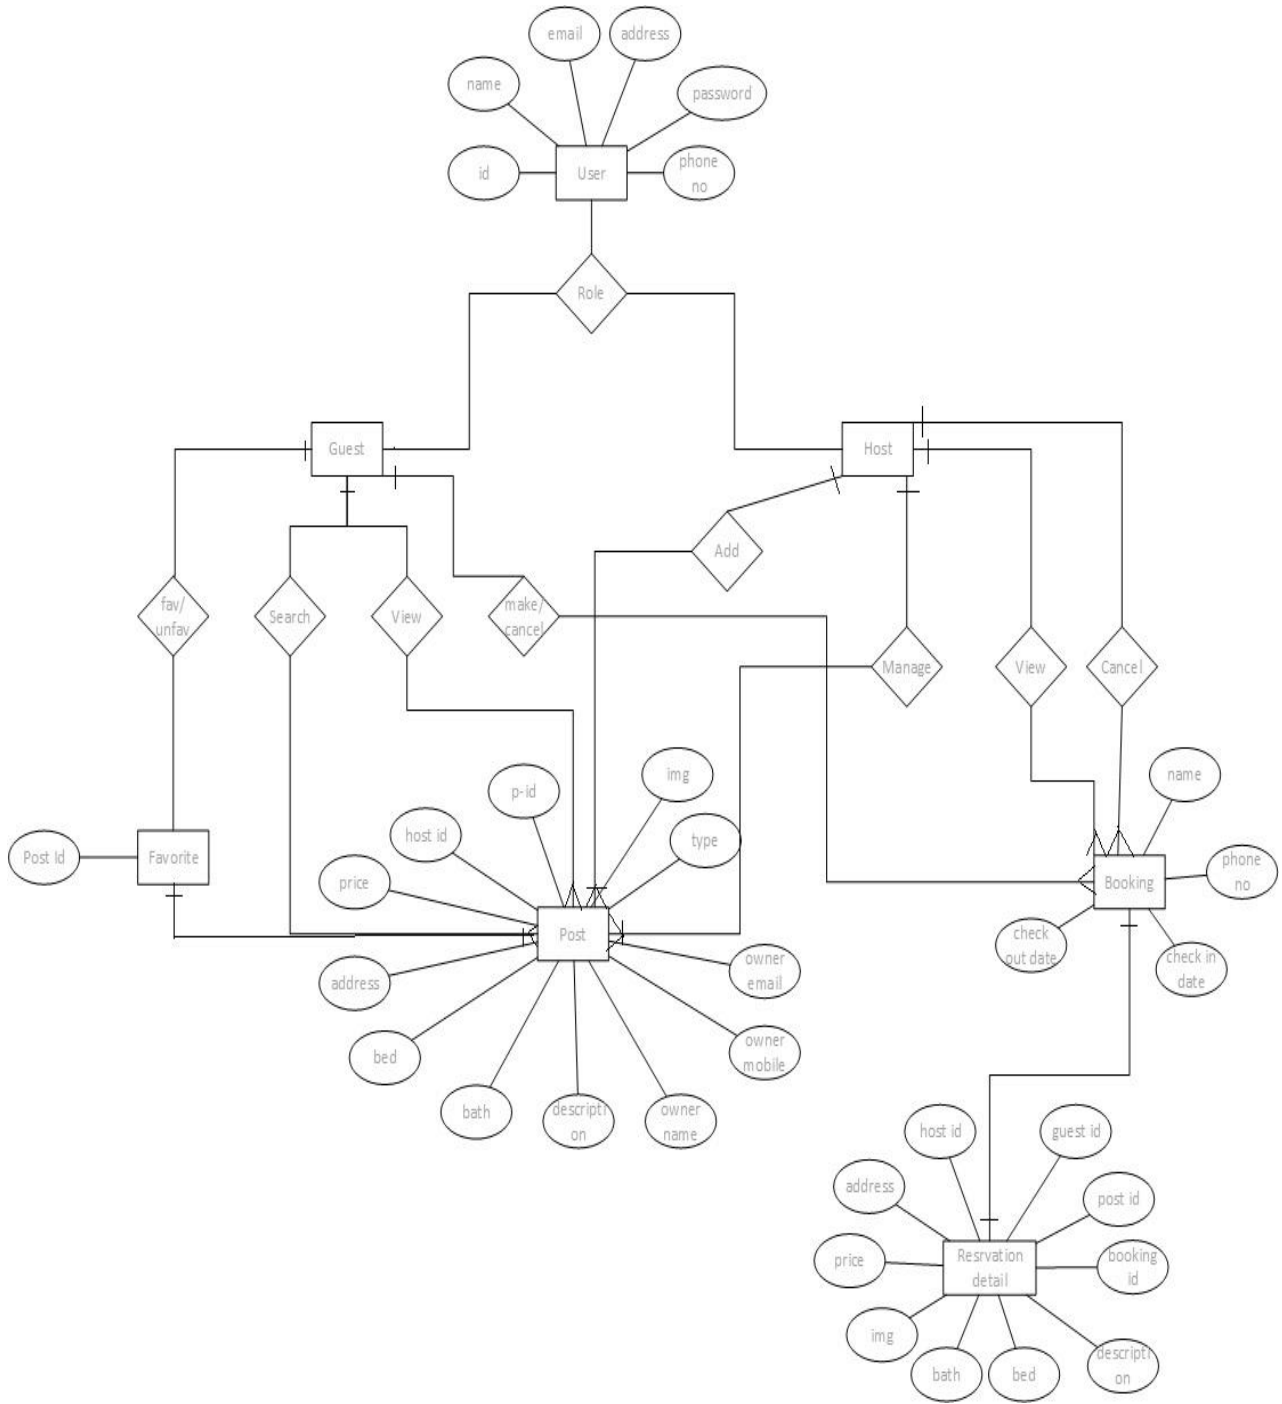 email
address
name
password
id
User
phone
no
Role
Guest
Host
Add
fav/
unfav
Search
View
make/
cancel
Manage
View
Cancel
img
name
p-id
host id
type
Post Id
Favorite
price
Booking
phone
no
Post
check
out date
check in
date
address
owner
email
bed
owner
mobile
bath
descripti
on
owner
name
host id
guest id
address
post id
price
Resrvation
detail
booking
id
img
bath
bed
descripti
on